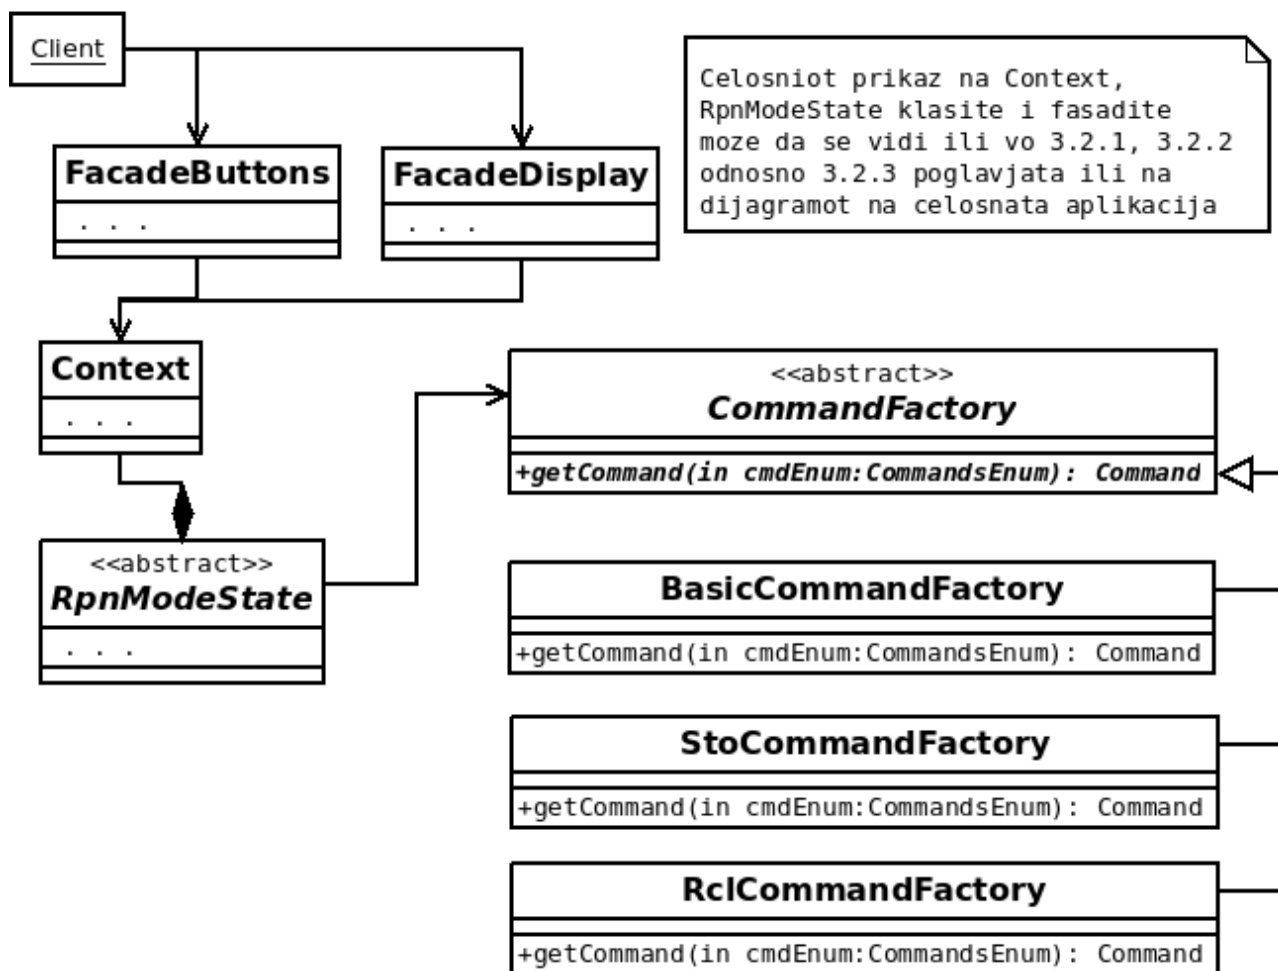 Client
Celosniot prikaz na Context,
RpnModeState klasite i fasadite
moze da se vidi ili vo 3.2.1, 3.2.2
odnosno 3.2.3 poglavjata ili na
dijagramot na celosnata aplikacija
FacadeButtons
. . .
FacadeDisplay
. . .
Context
. . .
<<abstract>>
CommandFactory
+getCommand(in cmdEnum:CommandsEnum): Command
<<abstract>>
RpnModeState
. . .
BasicCommandFactory
+getCommand(in cmdEnum:CommandsEnum): Command
StoCommandFactory
+getCommand(in cmdEnum:CommandsEnum): Command
RclCommandFactory
+getCommand(in cmdEnum:CommandsEnum): Command